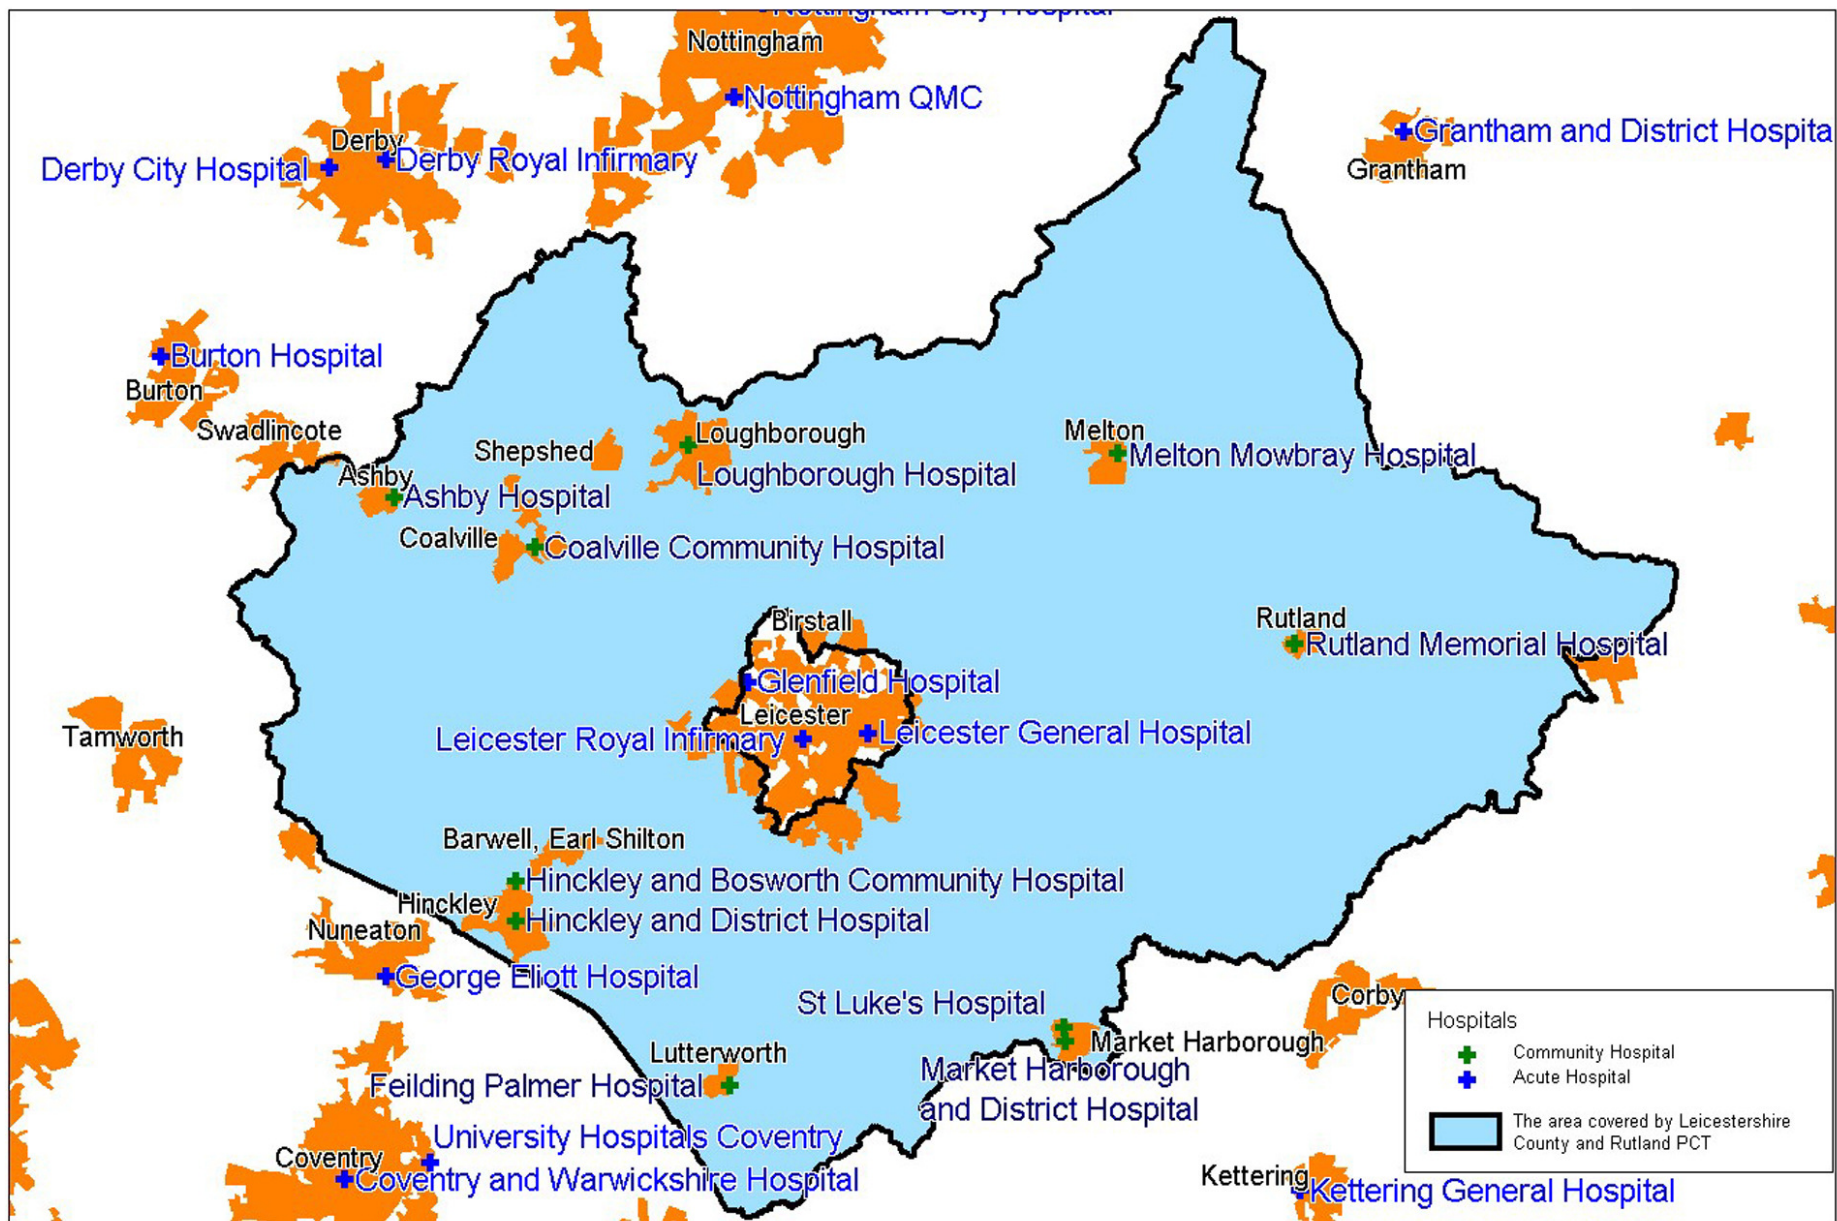 Nottingham City Hospital
Nottingham
Nottingham QMC
Grantham and District Hospita
Grantham
Derby
Derby City Hospital
Derby Royal Infirmary
Burton Hospital
Burton
Swadlincote
Shepshed
Loughborough
Loughborough Hospital
Melton
Melton Mowbray Hospital
Ashby
Ashby Hospital
Coalville
Coalville Community Hospital
Birstall
Rutland
Rutland Memorial Hospital
Glenfield Hospital
Leicester
Leicester Royal Infirmary
Leicester General Hospital
Tamworth
Barwell, Earl Shilton
Hinckley and Bosworth Community Hospital
Hinckley
Hinckley and District Hospital
Nuneaton
George Eliott Hospital
St Luke's Hospital
Market Harborough
Market Harborough
and District Hospital
Corby
Lutterworth
Feilding Palmer Hospital
University Hospitals Coventry
Coventry
Coventry and Warwickshire Hospital
Kettering
Kettering General Hospital
Hospitals
Community Hospital
Acute Hospital
The area covered by Leicestershire
County and Rutland PCT